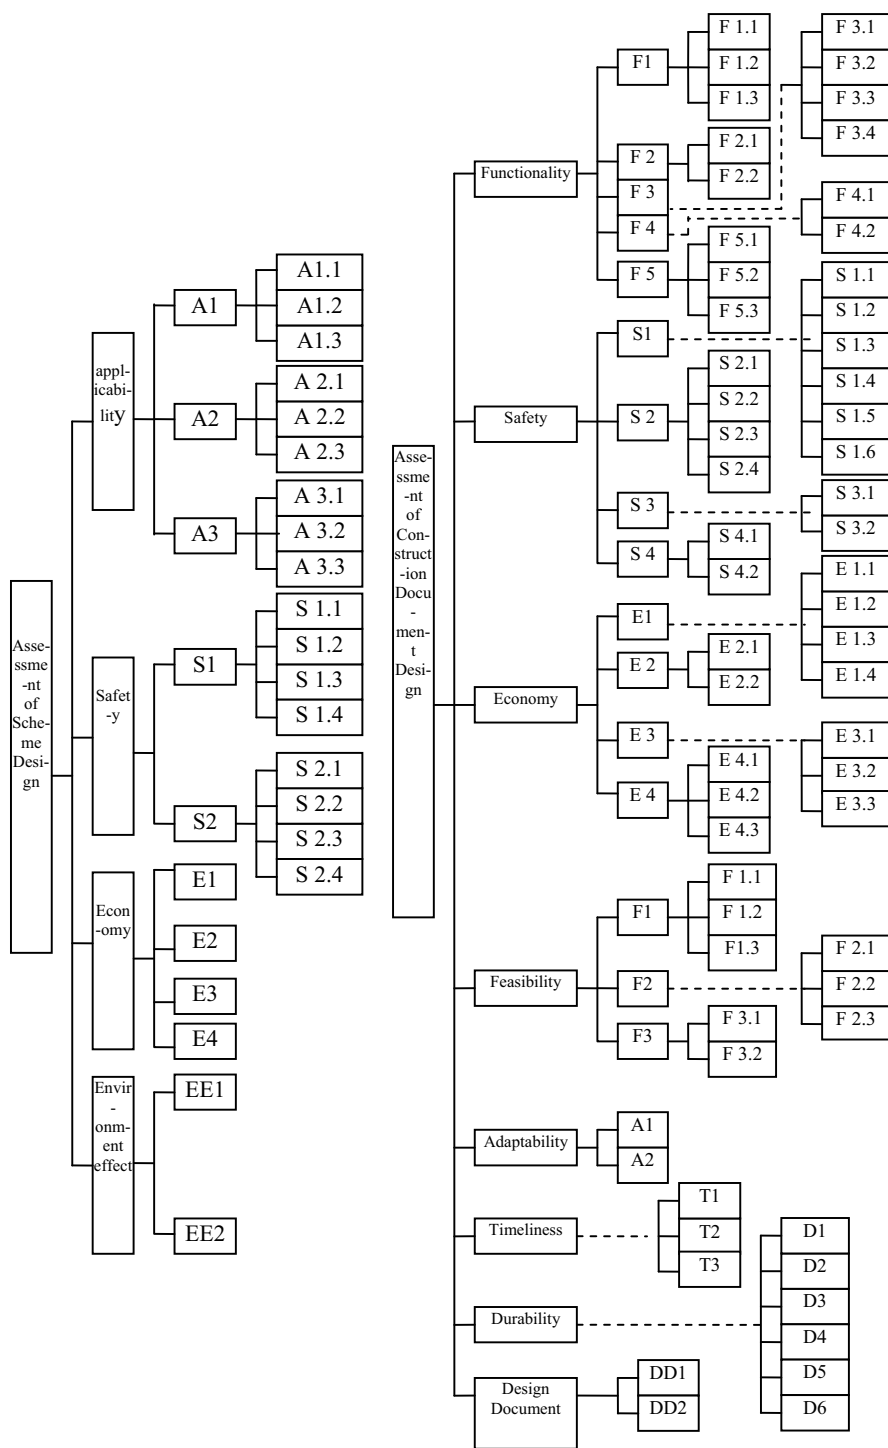 Asse-
ssme
-nt
of
Sche-
me
Desi-
gn
appl-
icabi-
lity
A1
A1.1
A1.2
A1.3
A2
A 2.1
A 2.2
A 2.3
A3
A 3.1
A 3.2
A 3.3
Safet
-y
S1
S 1.1
S 1.2
S 1.3
S 1.4
S2
S 2.1
S 2.2
S 2.3
S 2.4
Econ
-omy
E1
E2
E3
E4
Envir
-
onm-
ent
effect
EE1
EE2
Asse-
ssme
-nt
of
Con-
struct
-ion
Docu
-
men-
t
Desi-
gn
Functionality
F1
F 1.1
F 1.2
F 1.3
F 2
F 2.1
F 2.2
F 3
F 3.1
F 3.2
F 3.3
F 3.4
F 4
F 4.1
F 4.2
F 5
F 5.1
F 5.2
F 5.3
Safety
S1
S 1.1
S 1.2
S 1.3
S 1.4
S 1.5
S 1.6
S 2
S 2.1
S 2.2
S 2.3
S 2.4
S 3
S 3.1
S 3.2
S 4
S 4.1
S 4.2
Economy
E1
E 1.1
E 1.2
E 1.3
E 1.4
E 2
E 2.1
E 2.2
E 3
E 3.1
E 3.2
E 3.3
E 4
E 4.1
E 4.2
E 4.3
Feasibility
F1
F 1.1
F 1.2
F1.3
F2
F 2.1
F 2.2
F 2.3
F3
F 3.1
F 3.2
Adaptability
A1
A2
Timeliness
T1
T2
T3
Durability
D1
D2
D3
D4
D5
D6
Design
Document
DD1
DD2